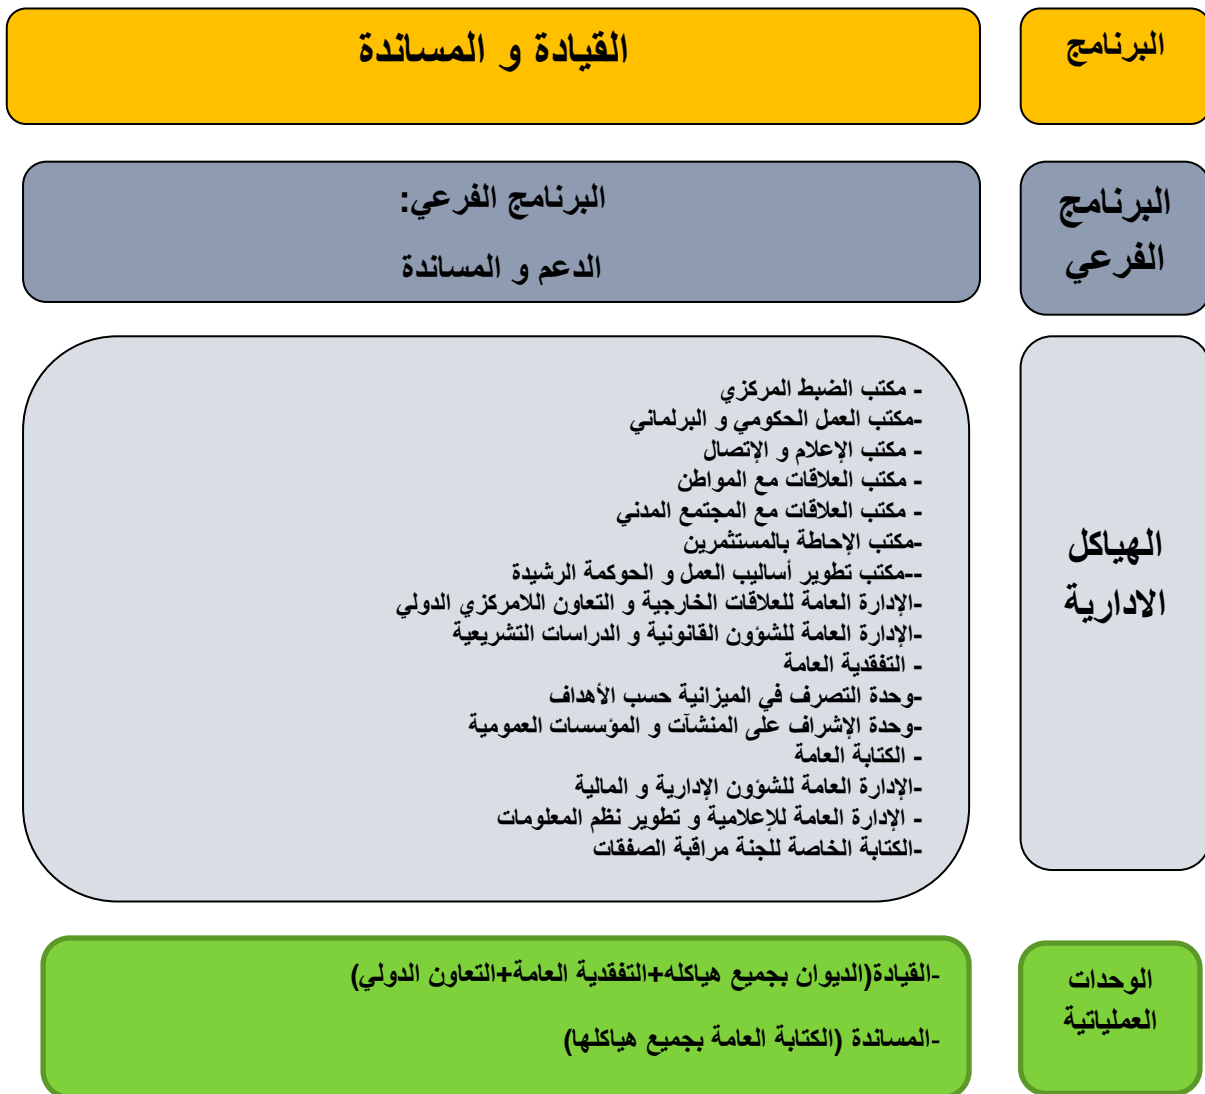 البرنامج
القيادة و المساندة
البرنامج
الفرعي
البرنامج الفرعي:
الدعم و المساندة
الهياكل
الادارية
- مكتب الضبط المركزي
-مكتب العمل الحكومي و البرلماني
- مكتب الإعلام و الإتصال
- مكتب العلاقات مع المواطن
- مكتب العلاقات مع المجتمع المدني
-مكتب الإحاطة بالمستثمرين
--مكتب تطوير أساليب العمل و الحوكمة الرشيدة
-الإدارة العامة للعلاقات الخارجية و التعاون اللامركزي الدولي
-الإدارة العامة للشؤون القانونية و الدراسات التشريعية
- التفقدية العامة
-وحدة التصرف في الميزانية حسب الأهداف
-وحدة الإشراف على المنشآت و المؤسسات العمومية
- الكتابة العامة
-الإدارة العامة للشؤون الإدارية و المالية
- الإدارة العامة للإعلامية و تطوير نظم المعلومات
-الكتابة الخاصة للجنة مراقبة الصفقات
الوحدات
العملياتية
-القيادة(الديوان بجميع هياكله+التفقدية العامة+التعاون الدولي)
-المساندة (الكتابة العامة بجميع هياكلها)